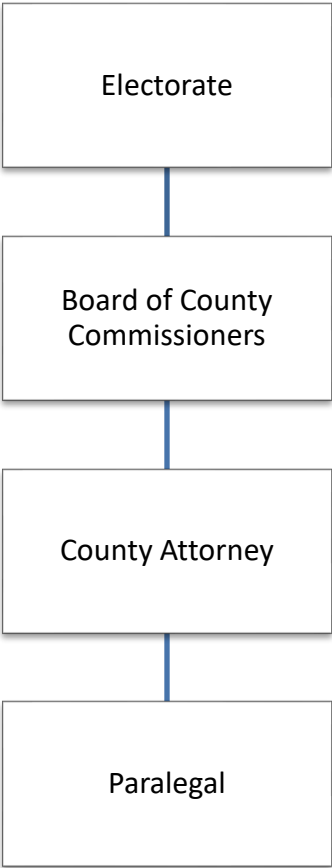 Electorate
Board of County
Commissioners
County Attorney
Paralegal